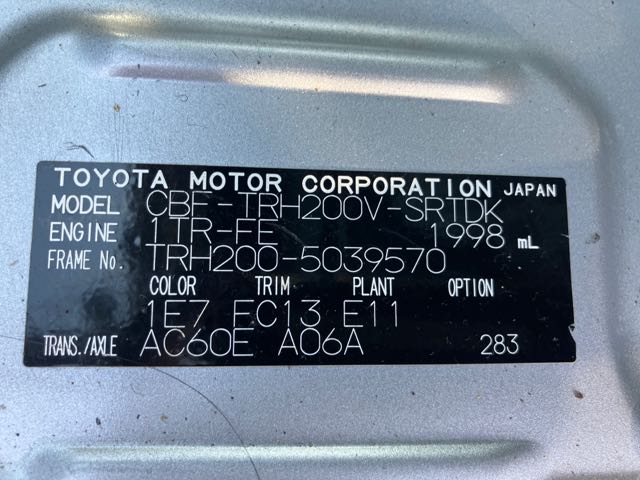 TOYOTA MOTOR CORPORATION JAPAN
MODEL CBF-TRH200V-SRTDK
ENGINE 1TR-FE 1998 mL
FRAME No. TRH200-5039570
COLOR TRIM PLANT OPTION
1E7 FC13 E11
TRANS./AXLE AC60E A06A 283